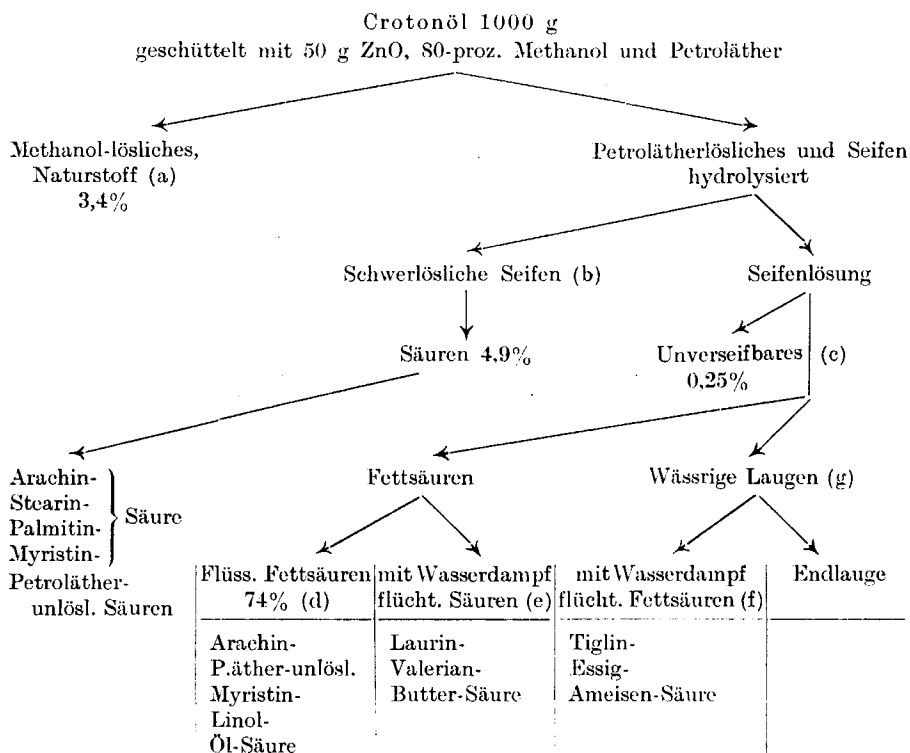 Crotonöl 1000 g
geschüttelt mit 50 g ZnO, 80-proz. Methanol und Petroläther
Methanol-lösliches,
Naturstoff (a)
3,4%
Petrolätherlösliches und Seifen
hydrolysiert
Schwerlösliche Seifen (b)
Seifenlösung
Säuren 4,9%
Unverseifbares (c)
0,25%
Arachin-
Stearin-
Palmitin-
Myristin-
Säure
Petroläther-
unlösl. Säuren
Fettsäuren
Wässrige Laugen (g)
Flüss. Fettsäuren
74% (d)
Arachin-
P.äther-unlösl.
Myristin-
Linol-
Öl-Säure
mit Wasserdampf
flücht. Säuren (e)
Laurin-
Valerian-
Butter-Säure
mit Wasserdampf
flücht. Fettsäuren (f)
Tiglin-
Essig-
Ameisen-Säure
Endlauge